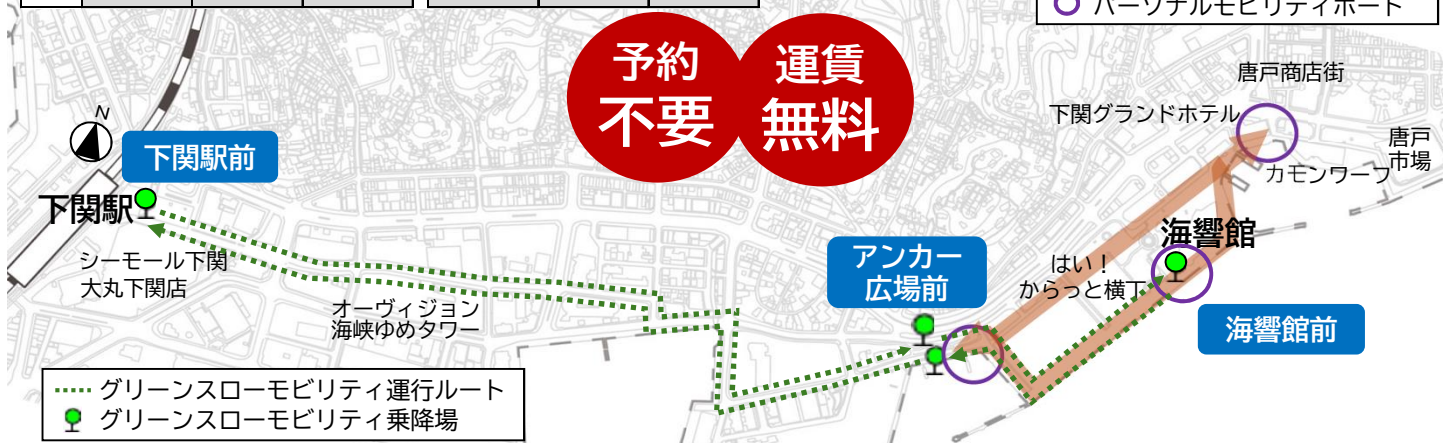 パーソナルモビリティポート
予約
不要
運賃
無料
唐戸商店街
下関グランドホテル
唐戸
市場
カモンワーフ
N
下関駅前
下関駅
シーモール下関
大丸下関店
オーヴィジョン
海峡ゆめタワー
アンカー
広場前
はい!
からっと横丁
海響館
海響館前
グリーンスローモビリティ運行ルート
グリーンスローモビリティ乗降場